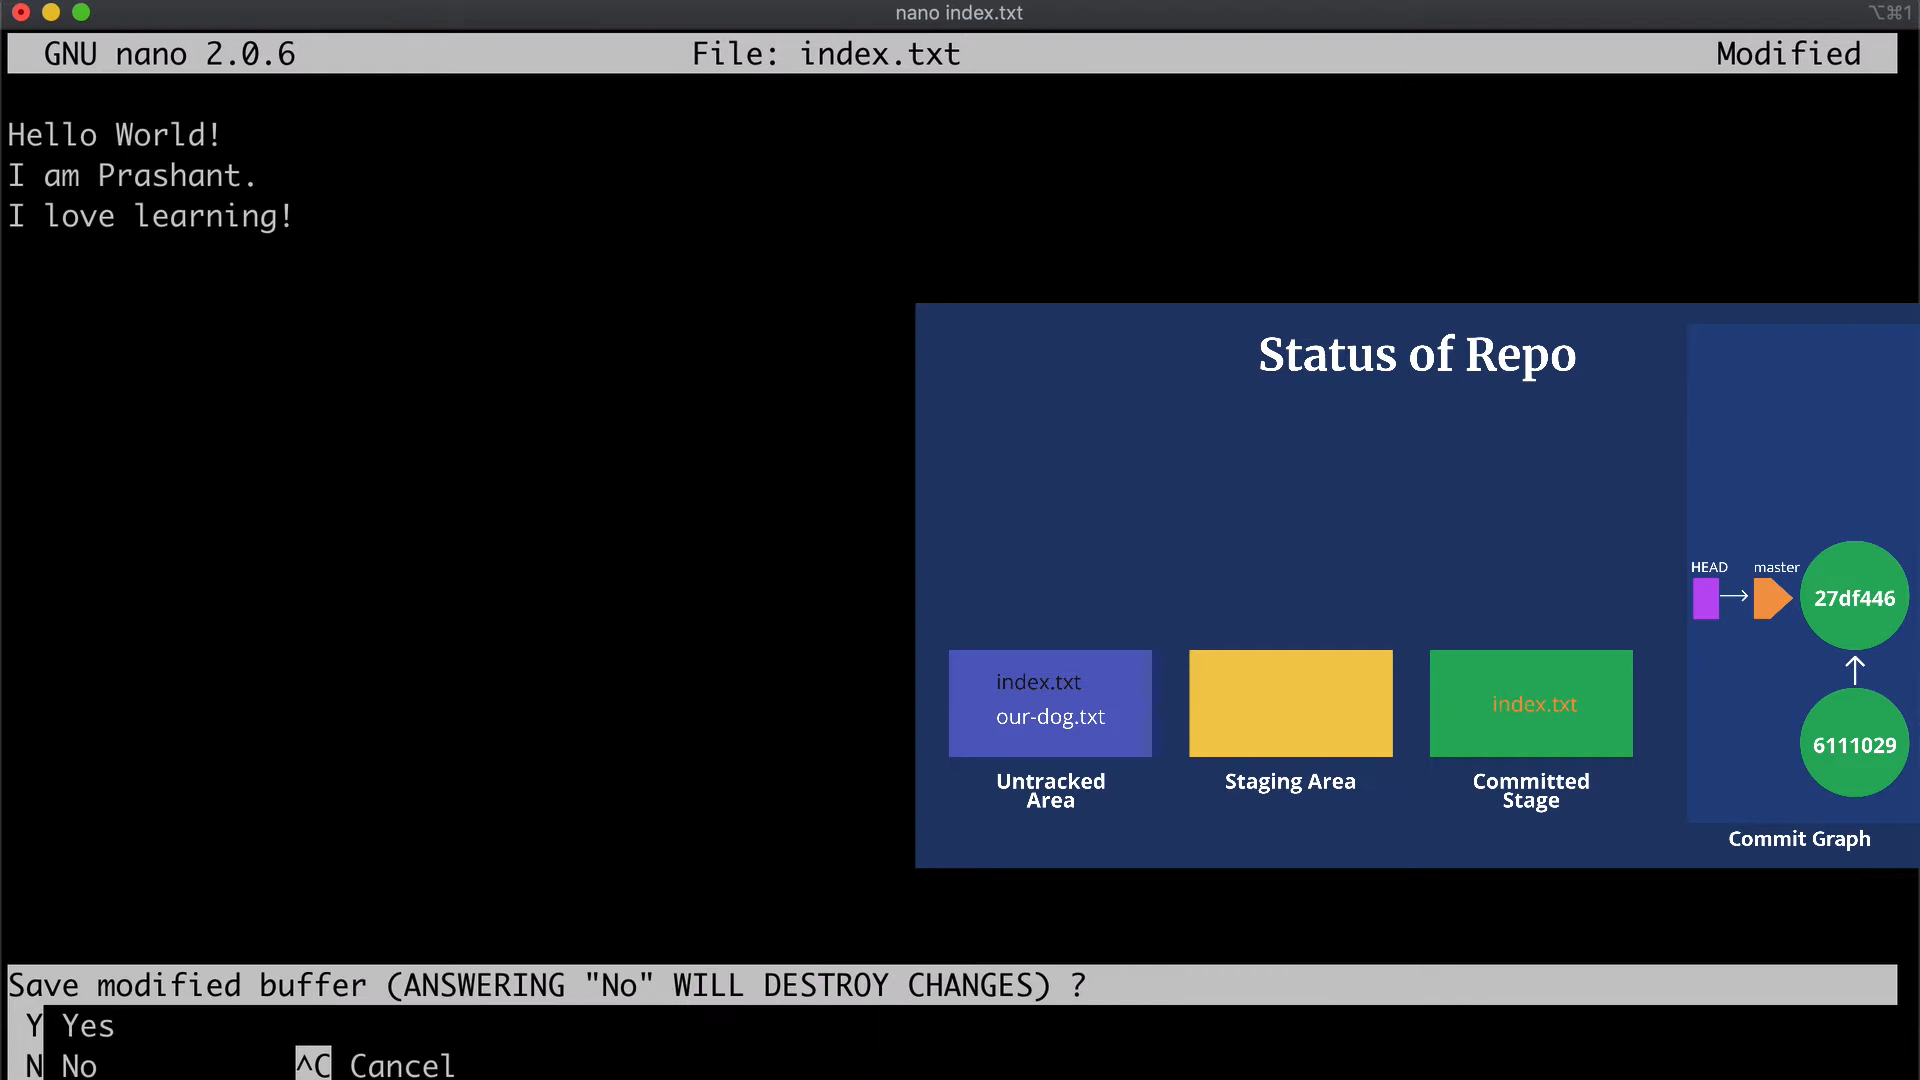 nano index.txt
⌥⌘1
GNU nano 2.0.6 File: index.txt Modified
Hello World!
I am Prashant.
I love learning!
Status of Repo
HEAD master
27df446
index.txt
our-dog.txt
index.txt
6111029
Untracked
Area
Staging Area
Committed
Stage
Commit Graph
Save modified buffer (ANSWERING "No" WILL DESTROY CHANGES) ?
Y Yes
N No ^C Cancel